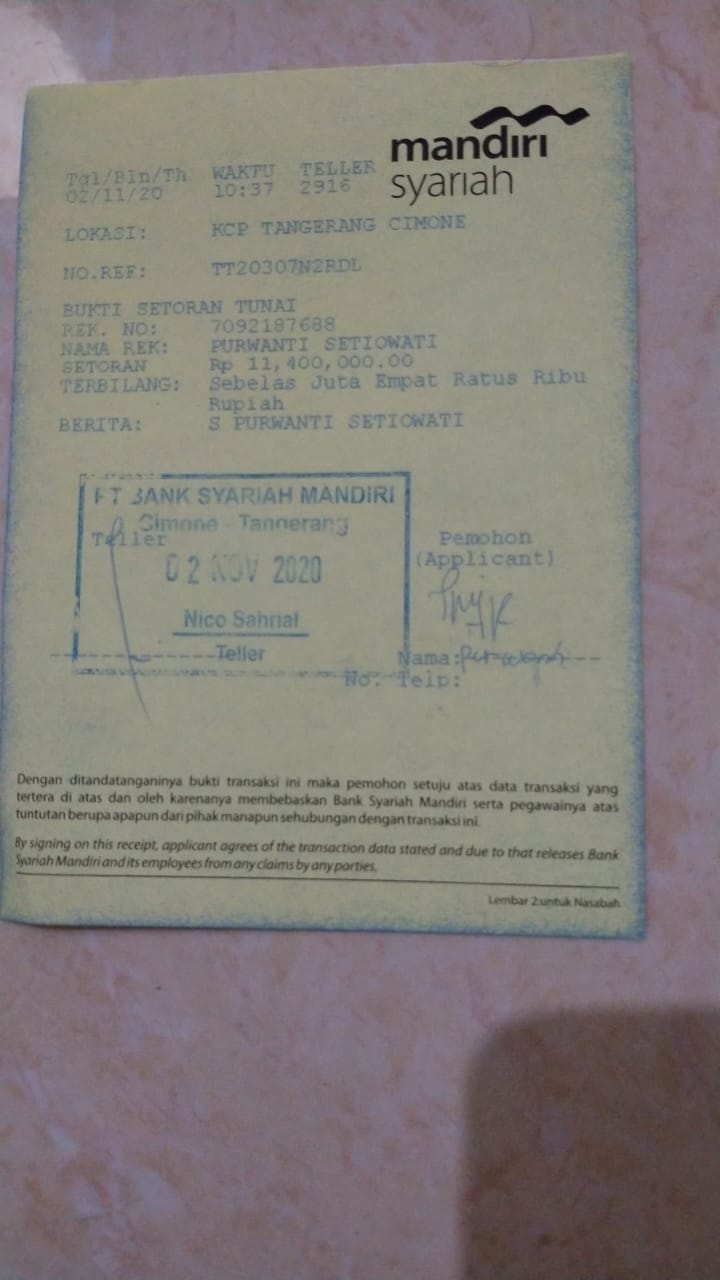 mandiri
syariah
Tgl/Bln/Th WAKTU TELLER
02/11/20 10:37 2916
LOKASI: KCP TANGERANG CIMONE
NO.REF: TT20307N2RDL
BUKTI SETORAN TUNAI
REK. NO: 7092187688
NAMA REK: PURWANTI SETIOWATI
SETORAN Rp 11,400,000.00
TERBILANG: Sebelas Juta Empat Ratus Ribu
Rupiah
BERITA: S PURWANTI SETIOWATI
PT BANK SYARIAH MANDIRI
Cimone - Tangerang
Teller
02 NOV 2020
Nico Sahrial
Teller
Pemohon
(Applicant)
Nama:
No. Telp:
Dengan ditandatanganinya bukti transaksi ini maka pemohon setuju atas data transaksi yang
tertera di atas dan oleh karenanya membebaskan Bank Syariah Mandiri serta pegawainya atas
tuntutan berupa apapun dari pihak manapun sehubungan dengan transaksi ini.
By signing on this receipt, applicant agrees of the transaction data stated and due to that releases Bank
Syariah Mandiri and its employees from any claims by any parties.
Lembar 2:untuk Nasabah